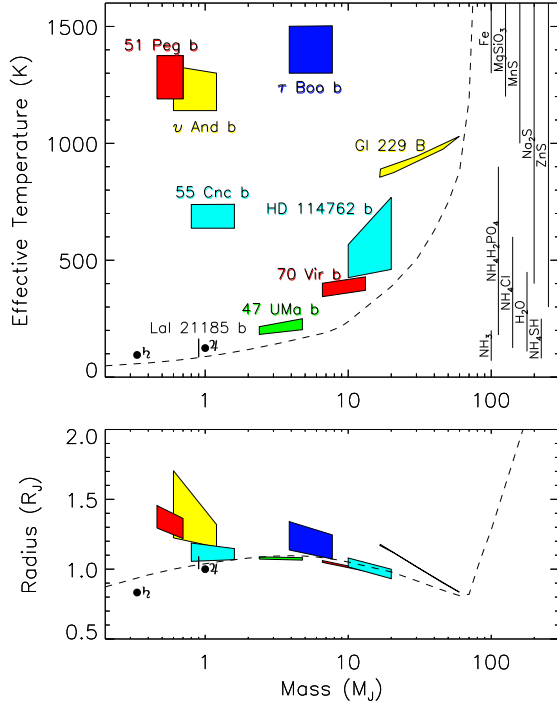 Effective Temperature (K)
1500
1000
500
0
51 Peg b
τ Boo b
υ And b
Gl 229 B
55 Cnc b
HD 114762 b
70 Vir b
47 UMa b
Lal 21185 b
♄
♃
Fe
MgSiO3
MnS
Na2S
ZnS
NH4H2PO4
NH4Cl
H2O
NH3
NH4SH
1
10
100
Radius (RJ)
2.0
1.5
1.0
0.5
♄
♃
1
10
100
Mass (MJ)